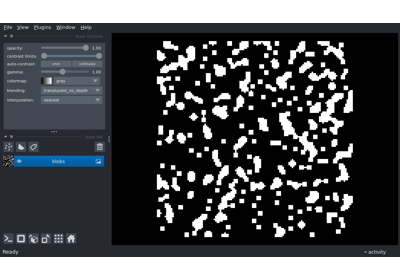 File View Plugins Window Help
opacity: 1.00
contrast limits:
auto-contrast: once continuous
gamma: 1.00
colormap: gray
blending: translucent_no_depth
interpolation: nearest
blobs
Ready
activity